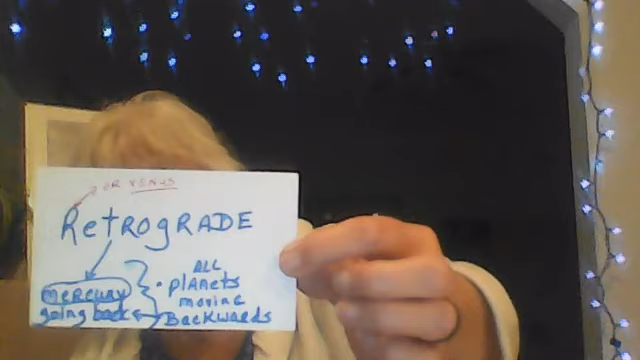 OR VENUS
RetrogRADE
ALL
mercury planets
moving
going back Backwards